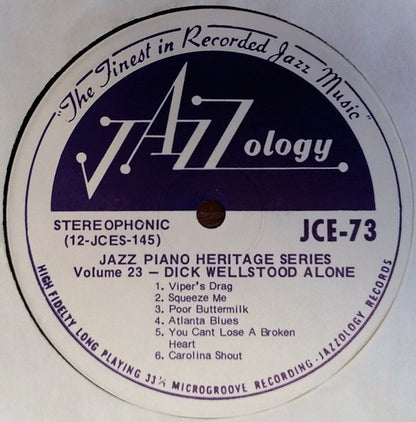 "The Finest in Recorded Jazz Music"
JAZZology
STEREOPHONIC
(12-JCES-145)
JCE-73
JAZZ PIANO HERITAGE SERIES
Volume 23 — DICK WELLSTOOD ALONE
1. Viper's Drag
2. Squeeze Me
3. Poor Buttermilk
4. Atlanta Blues
5. You Cant Lose A Broken
Heart
6. Carolina Shout
HIGH FIDELTY LONG PLAYING 33⅓ MICROGROOVE RECORDING - JAZZOLOGY RECORDS